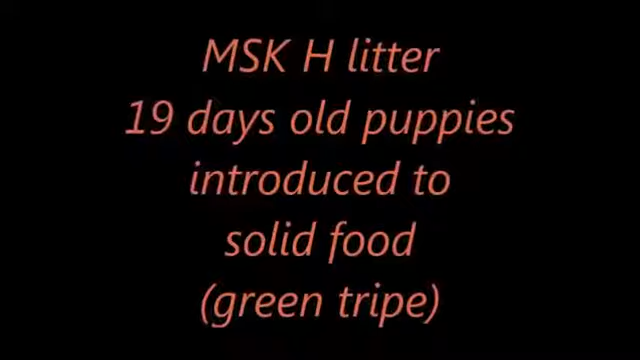 MSK H litter
19 days old puppies
introduced to
solid food
(green tripe)